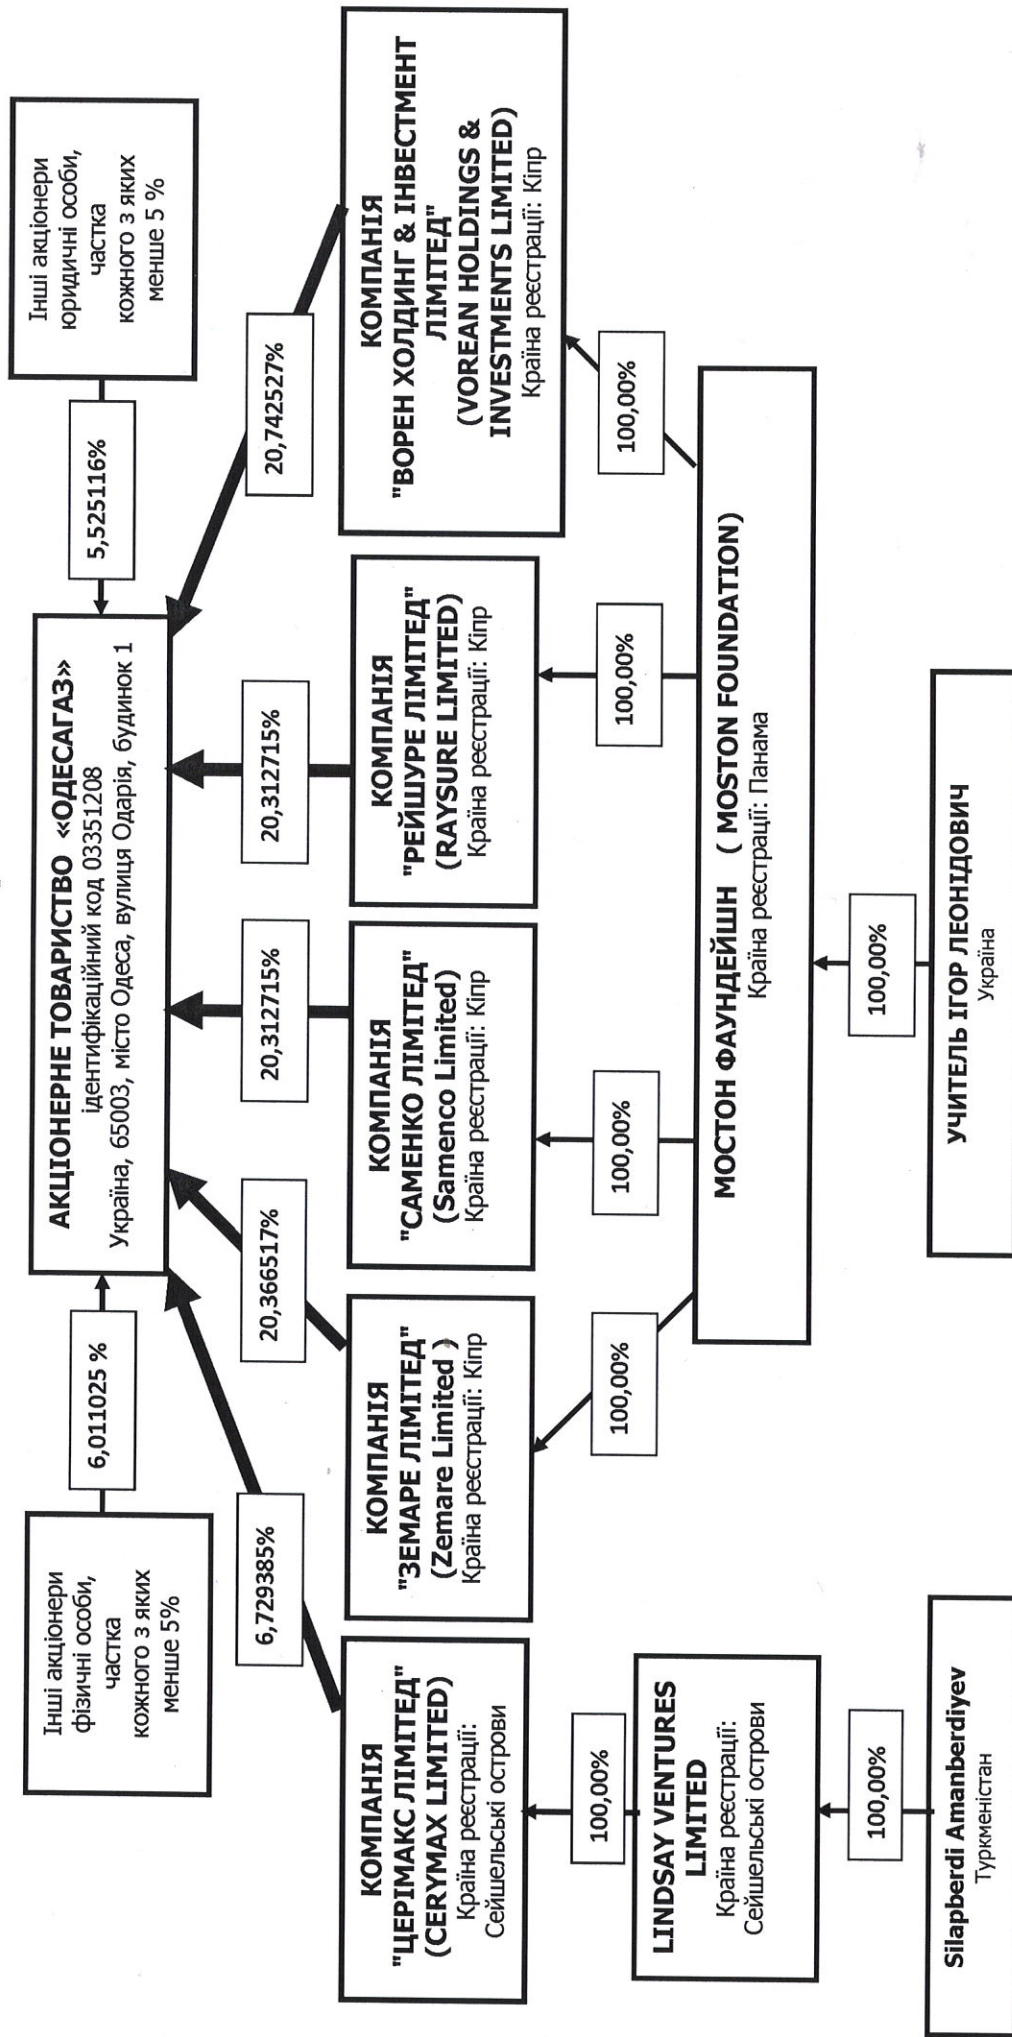 Інші акціонери
фізичні особи,
частка
кожного з яких
менше 5%
6,011025 %
АКЦІОНЕРНЕ ТОВАРИСТВО «ОДЕСАГАЗ»
ідентифікаційний код 03351208
Україна, 65003, місто Одеса, вулиця Одарія, будинок 1
5,525116%
Інші акціонери
юридичні особи,
частка
кожного з яких
менше 5 %
6,729385%
20,366517%
20,312715%
20,312715%
20,742527%
КОМПАНІЯ
"ЦЕРІМАКС ЛІМІТЕД"
(CERYMAX LIMITED)
Країна реєстрації:
Сейшельські острови
КОМПАНІЯ
"ЗЕМАРЕ ЛІМІТЕД"
(Zemare Limited )
Країна реєстрації: Кіпр
КОМПАНІЯ
"САМЕНКО ЛІМІТЕД"
(Samenco Limited)
Країна реєстрації: Кіпр
КОМПАНІЯ
"РЕЙШУРЕ ЛІМІТЕД"
(RAYSURE LIMITED)
Країна реєстрації: Кіпр
КОМПАНІЯ
"ВОРЕН ХОЛДИНГ & ІНВЕСТМЕНТ
ЛІМІТЕД"
(VOREAN HOLDINGS &
INVESTMENTS LIMITED)
Країна реєстрації: Кіпр
100,00%
100,00%
100,00%
100,00%
100,00%
LINDSAY VENTURES
LIMITED
Країна реєстрації:
Сейшельські острови
МОСТОН ФАУНДЕЙШН ( MOSTON FOUNDATION)
Країна реєстрації: Панама
100,00%
100,00%
Silapberdi Amanberdiyev
Туркменістан
УЧИТЕЛЬ ІГОР ЛЕОНІДОВИЧ
Україна